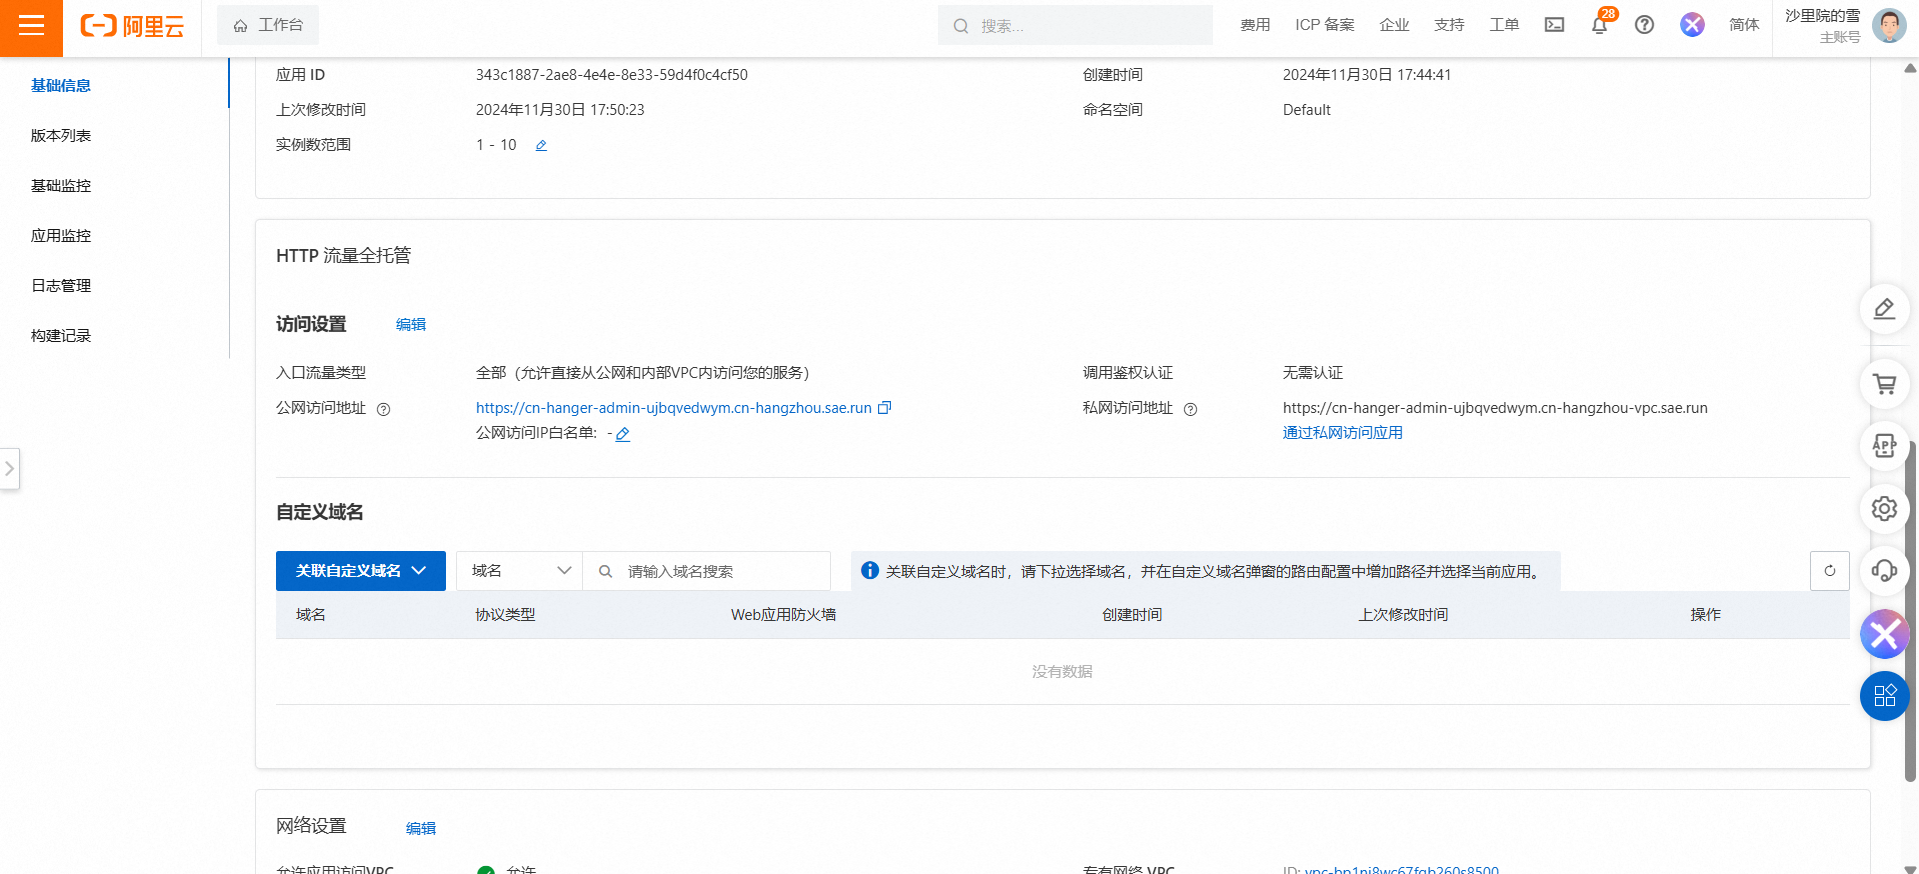 阿里云
工作台
搜索...
费用
ICP 备案
企业
支持
工单
28
简体
沙里院的雪
主账号
基础信息
版本列表
基础监控
应用监控
日志管理
构建记录
应用 ID
343c1887-2ae8-4e4e-8e33-59d4f0c4cf50
创建时间
2024年11月30日 17:44:41
上次修改时间
2024年11月30日 17:50:23
命名空间
Default
实例数范围
1 - 10
HTTP 流量全托管
访问设置
编辑
入口流量类型
全部（允许直接从公网和内部VPC内访问您的服务）
调用鉴权认证
无需认证
公网访问地址
https://cn-hanger-admin-ujbqvedwym.cn-hangzhou.sae.run
私网访问地址
https://cn-hanger-admin-ujbqvedwym.cn-hangzhou-vpc.sae.run
公网访问IP白名单: -
通过私网访问应用
APP
自定义域名
关联自定义域名
域名
请输入域名搜索
关联自定义域名时，请下拉选择域名，并在自定义域名弹窗的路由配置中增加路径并选择当前应用。
域名
协议类型
Web应用防火墙
创建时间
上次修改时间
操作
没有数据
网络设置
编辑
允许应用访问VPC
允许
专有网络 VPC